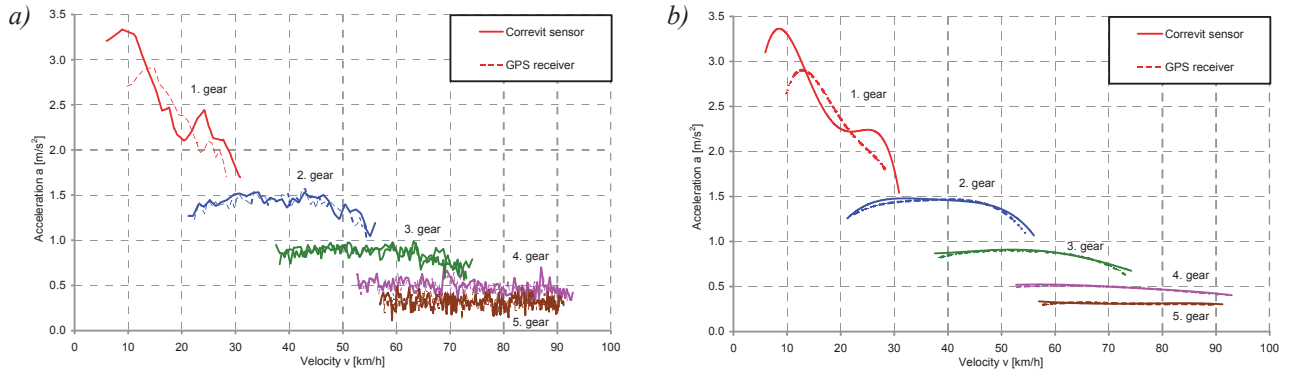 a)
3.5
3.0
2.5
2.0
1.5
1.0
0.5
0.0
Acceleration a [m/s²]
Correvit sensor
GPS receiver
1. gear
2. gear
3. gear
4. gear
5. gear
0 10 20 30 40 50 60 70 80 90 100
Velocity v [km/h]
b)
3.5
3.0
2.5
2.0
1.5
1.0
0.5
0.0
Acceleration a [m/s²]
Correvit sensor
GPS receiver
1. gear
2. gear
3. gear
4. gear
5. gear
0 10 20 30 40 50 60 70 80 90 100
Velocity v [km/h]